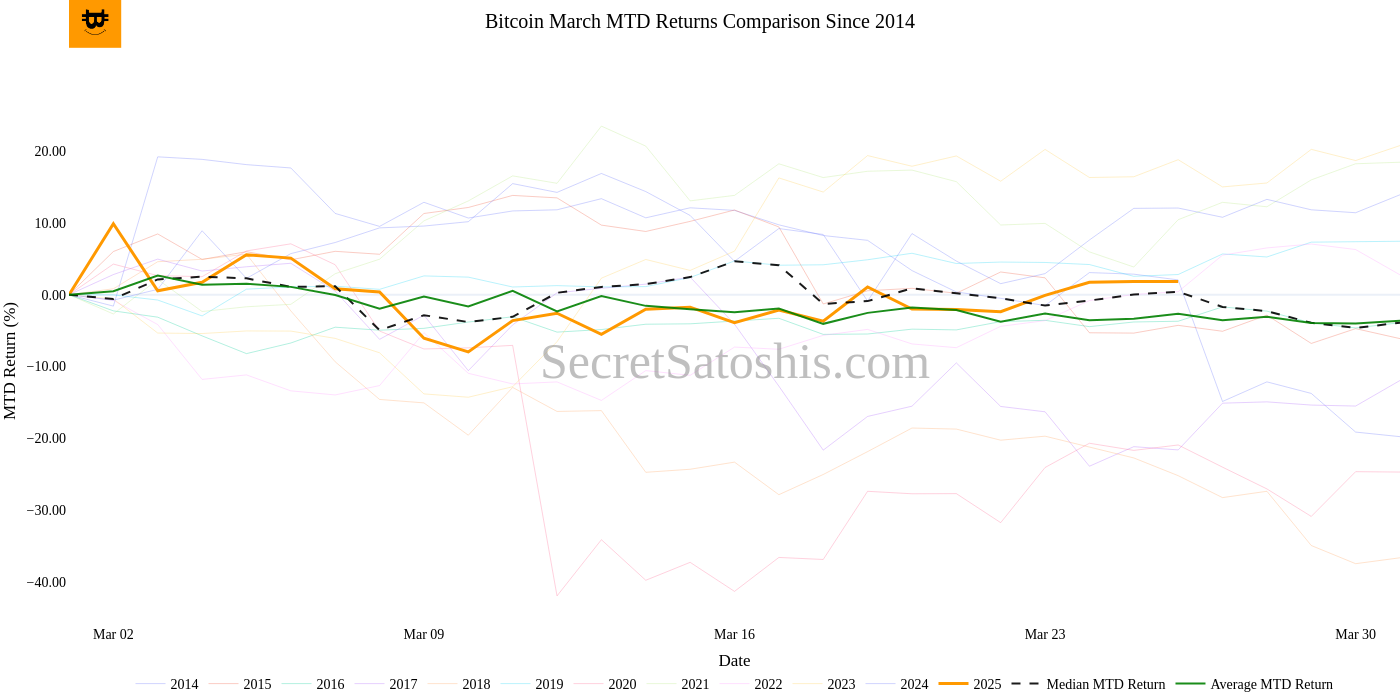 Bitcoin March MTD Returns Comparison Since 2014
20.00
10.00
0.00
−10.00
−20.00
−30.00
−40.00
MTD Return (%)
SecretSatoshis.com
Mar 02 Mar 09 Mar 16 Mar 23 Mar 30
Date
2014 2015 2016 2017 2018 2019 2020 2021 2022 2023 2024 2025 Median MTD Return Average MTD Return